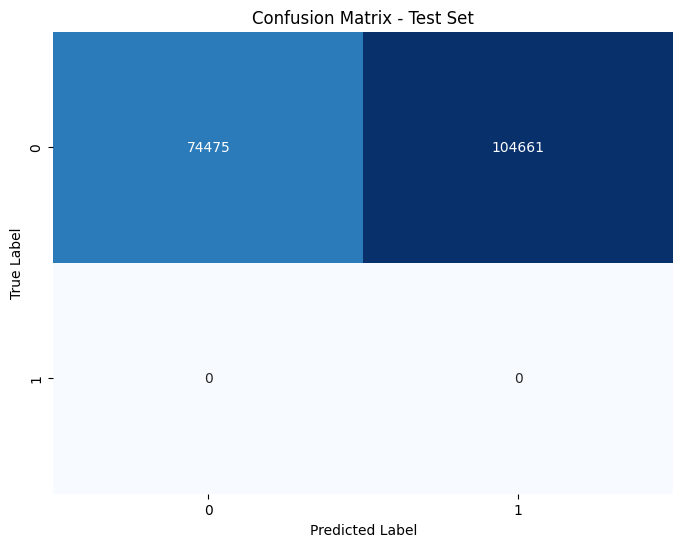 Confusion Matrix - Test Set
74475 104661
0
True Label
0 0
1
0 1
Predicted Label